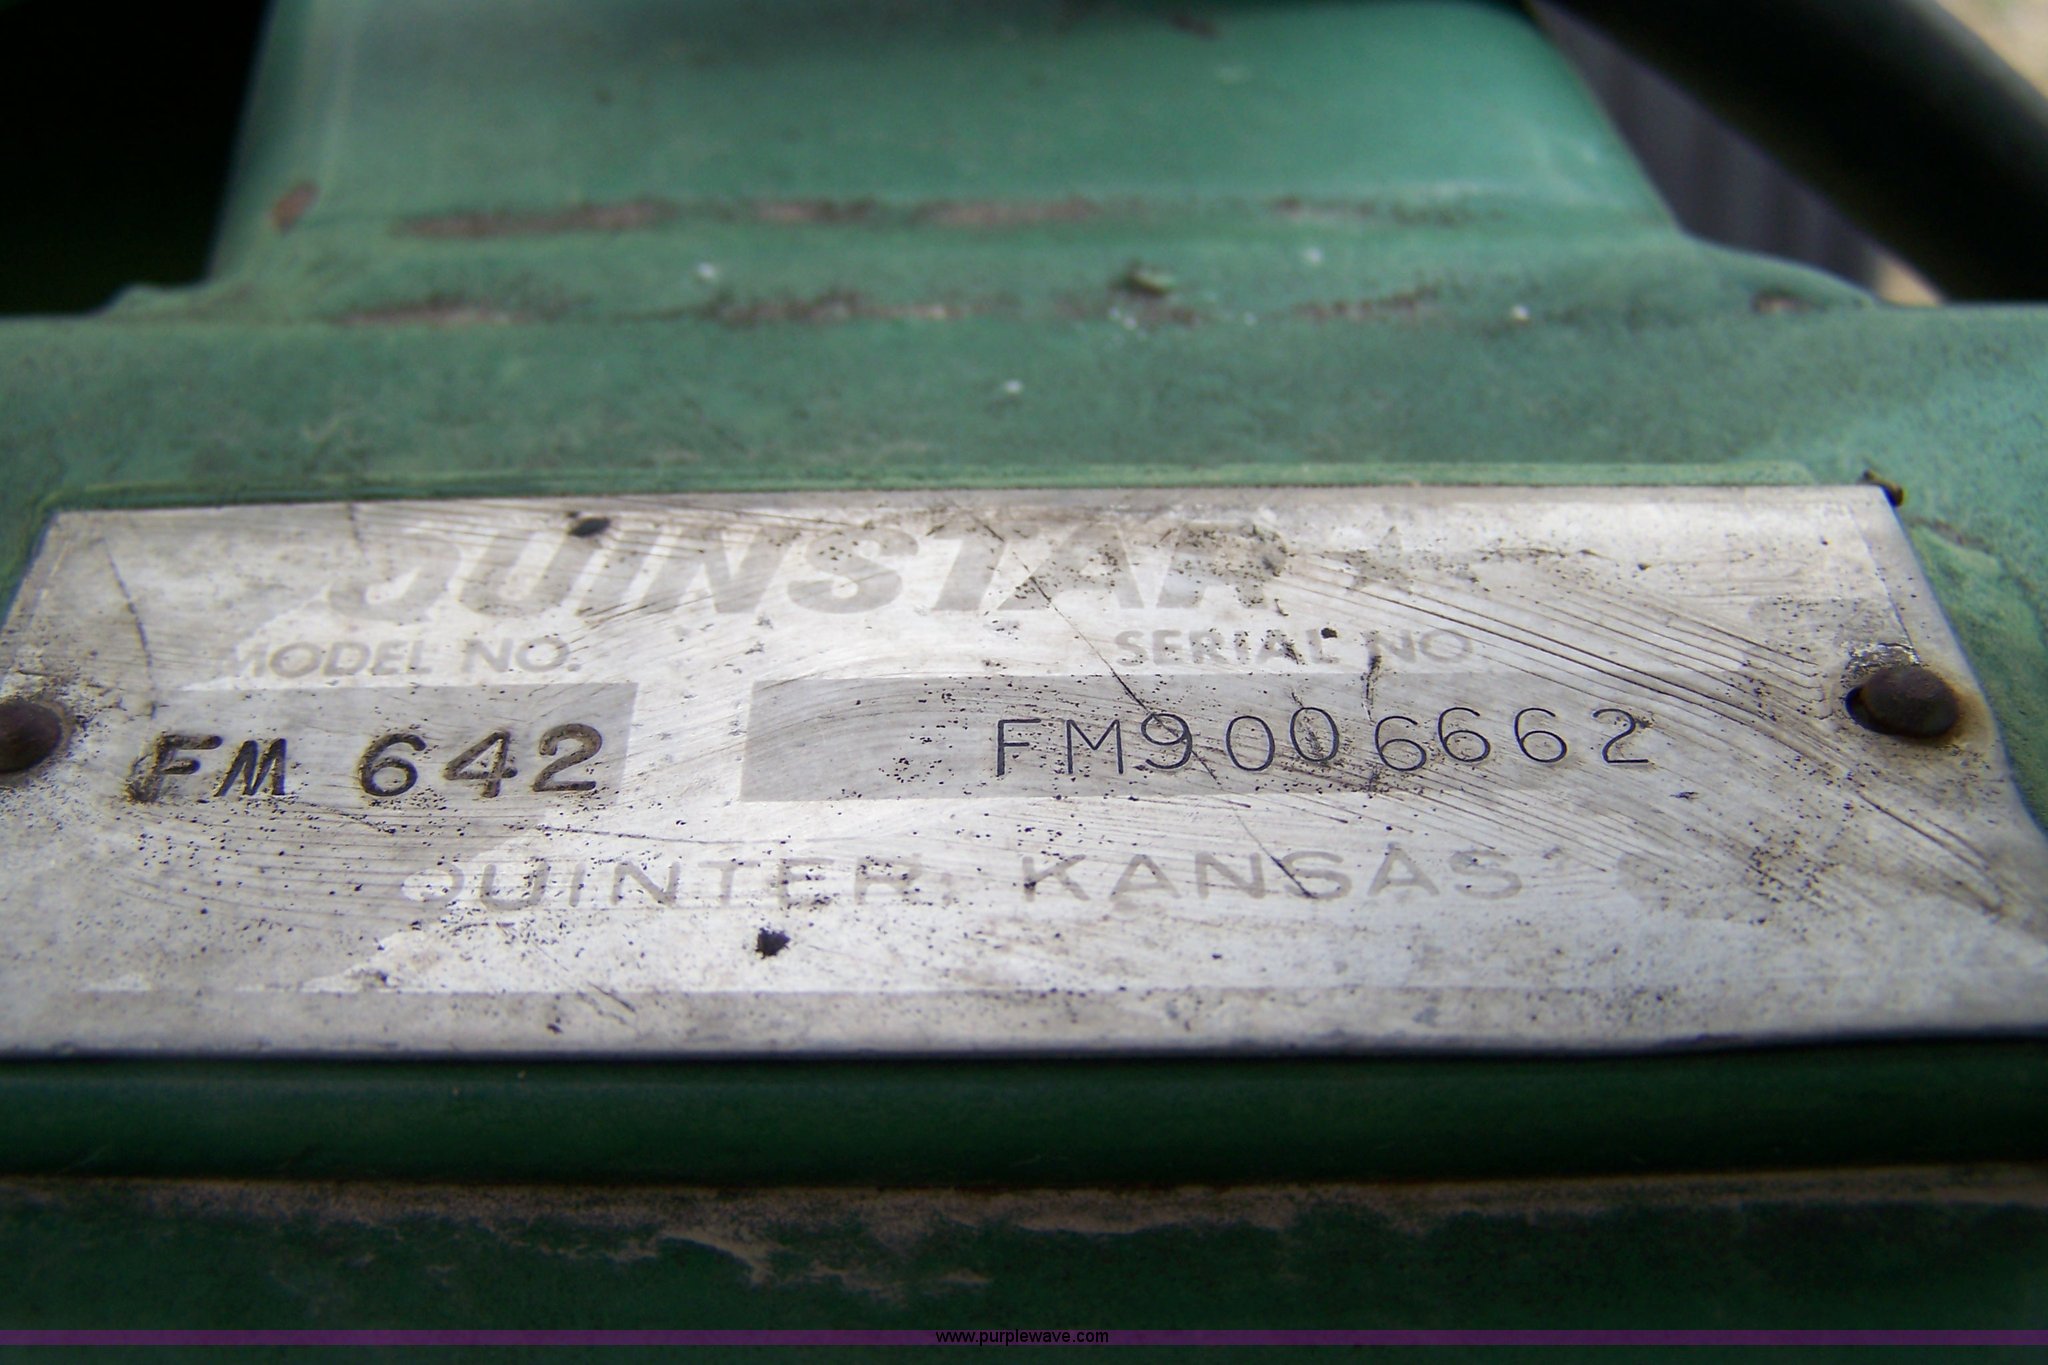 QUINSTAR
MODEL NO. SERIAL NO.
FM 642 FM9006662
QUINTER, KANSAS
www.purplewave.com